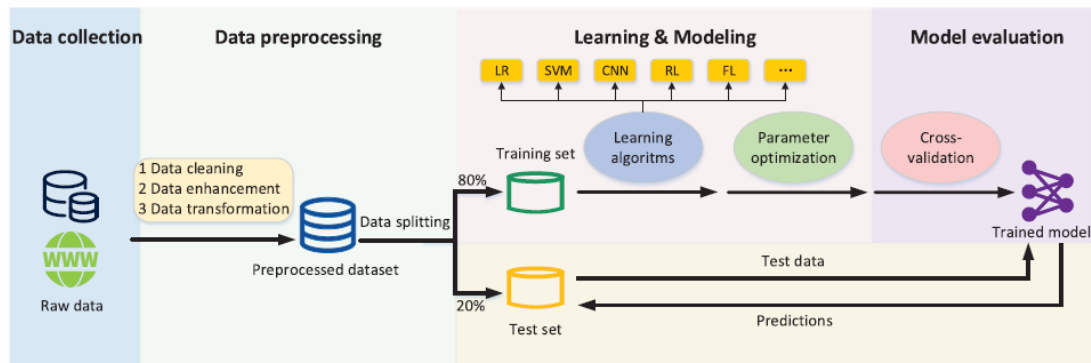 Data collection
Data preprocessing
Learning & Modeling
Model evaluation
LR
SVM
CNN
RL
FL
...
Learning
algoritms
Parameter
optimization
Cross-
validation
1 Data cleaning
2 Data enhancement
3 Data transformation
Training set
80%
Data splitting
WWW
Raw data
Preprocessed dataset
Trained model
Test data
20%
Predictions
Test set